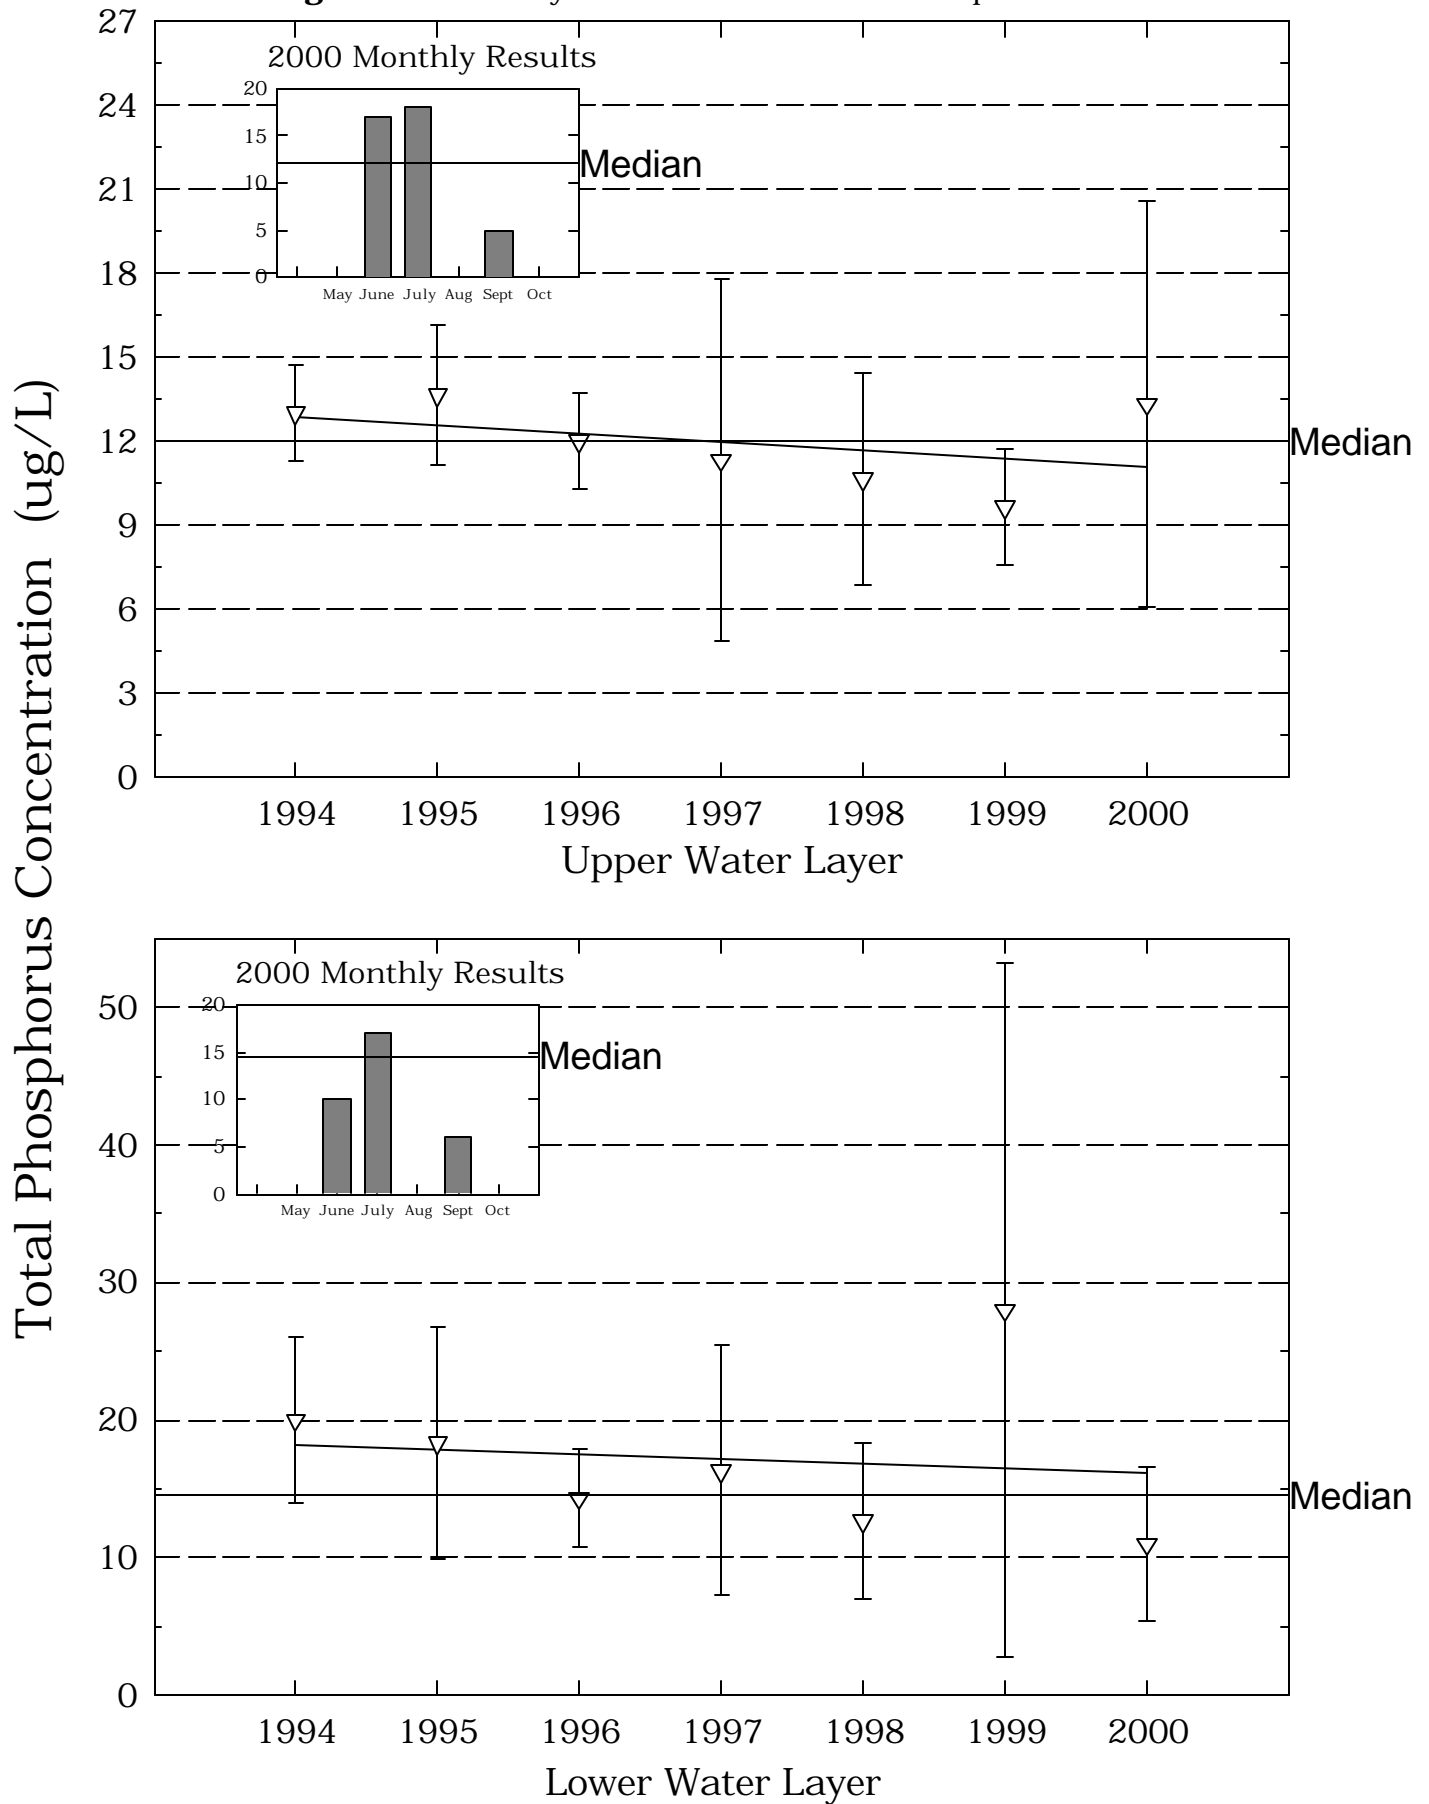 27
2000 Monthly Results
20
15
10
5
0
Median
May June July Aug Sept Oct
24
21
18
15
12
9
6
3
0
Median
1994 1995 1996 1997 1998 1999 2000
Upper Water Layer
Total Phosphorus Concentration (ug/L)
2000 Monthly Results
20
15
10
5
0
Median
May June July Aug Sept Oct
50
40
30
20
10
0
Median
1994 1995 1996 1997 1998 1999 2000
Lower Water Layer